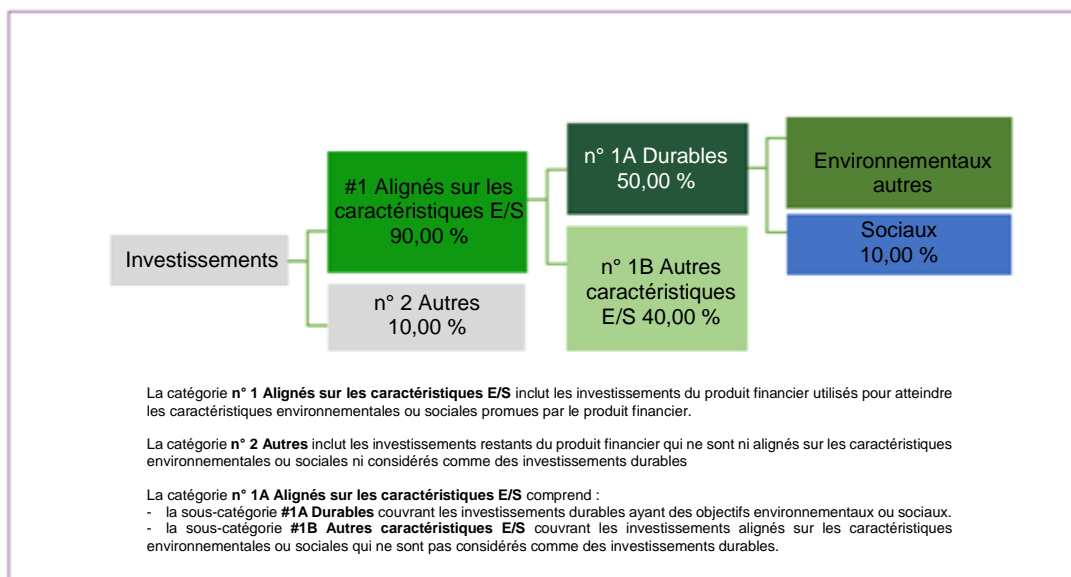 Investissements
#1 Alignés sur les
caractéristiques E/S
90,00 %
n° 2 Autres
10,00 %
n° 1A Durables
50,00 %
n° 1B Autres
caractéristiques
E/S 40,00 %
Environnementaux
autres
Sociaux
10,00 %
La catégorie n° 1 Alignés sur les caractéristiques E/S inclut les investissements du produit financier utilisés pour atteindre
les caractéristiques environnementales ou sociales promues par le produit financier.
La catégorie n° 2 Autres inclut les investissements restants du produit financier qui ne sont ni alignés sur les caractéristiques
environnementales ou sociales ni considérés comme des investissements durables
La catégorie n° 1A Alignés sur les caractéristiques E/S comprend :
- la sous-catégorie #1A Durables couvrant les investissements durables ayant des objectifs environnementaux ou sociaux.
- la sous-catégorie #1B Autres caractéristiques E/S couvrant les investissements alignés sur les caractéristiques
environnementales ou sociales qui ne sont pas considérés comme des investissements durables.